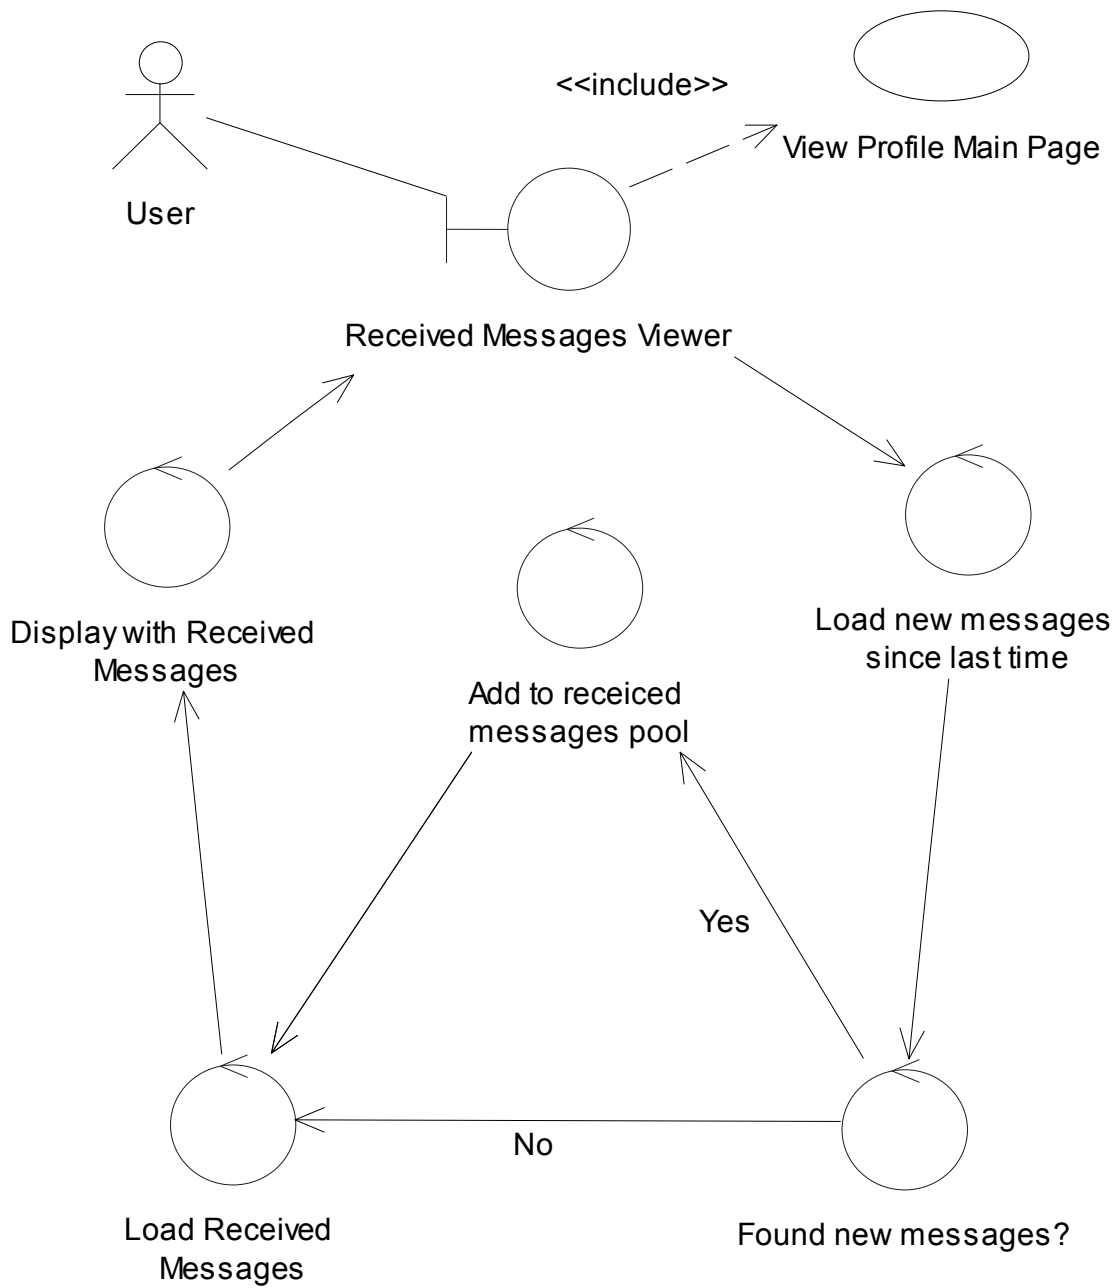 <<include>>
View Profile Main Page
User
Received Messages Viewer
Display with Received
Messages
Load new messages
since last time
Add to receiced
messages pool
Yes
No
Load Received
Messages
Found new messages?